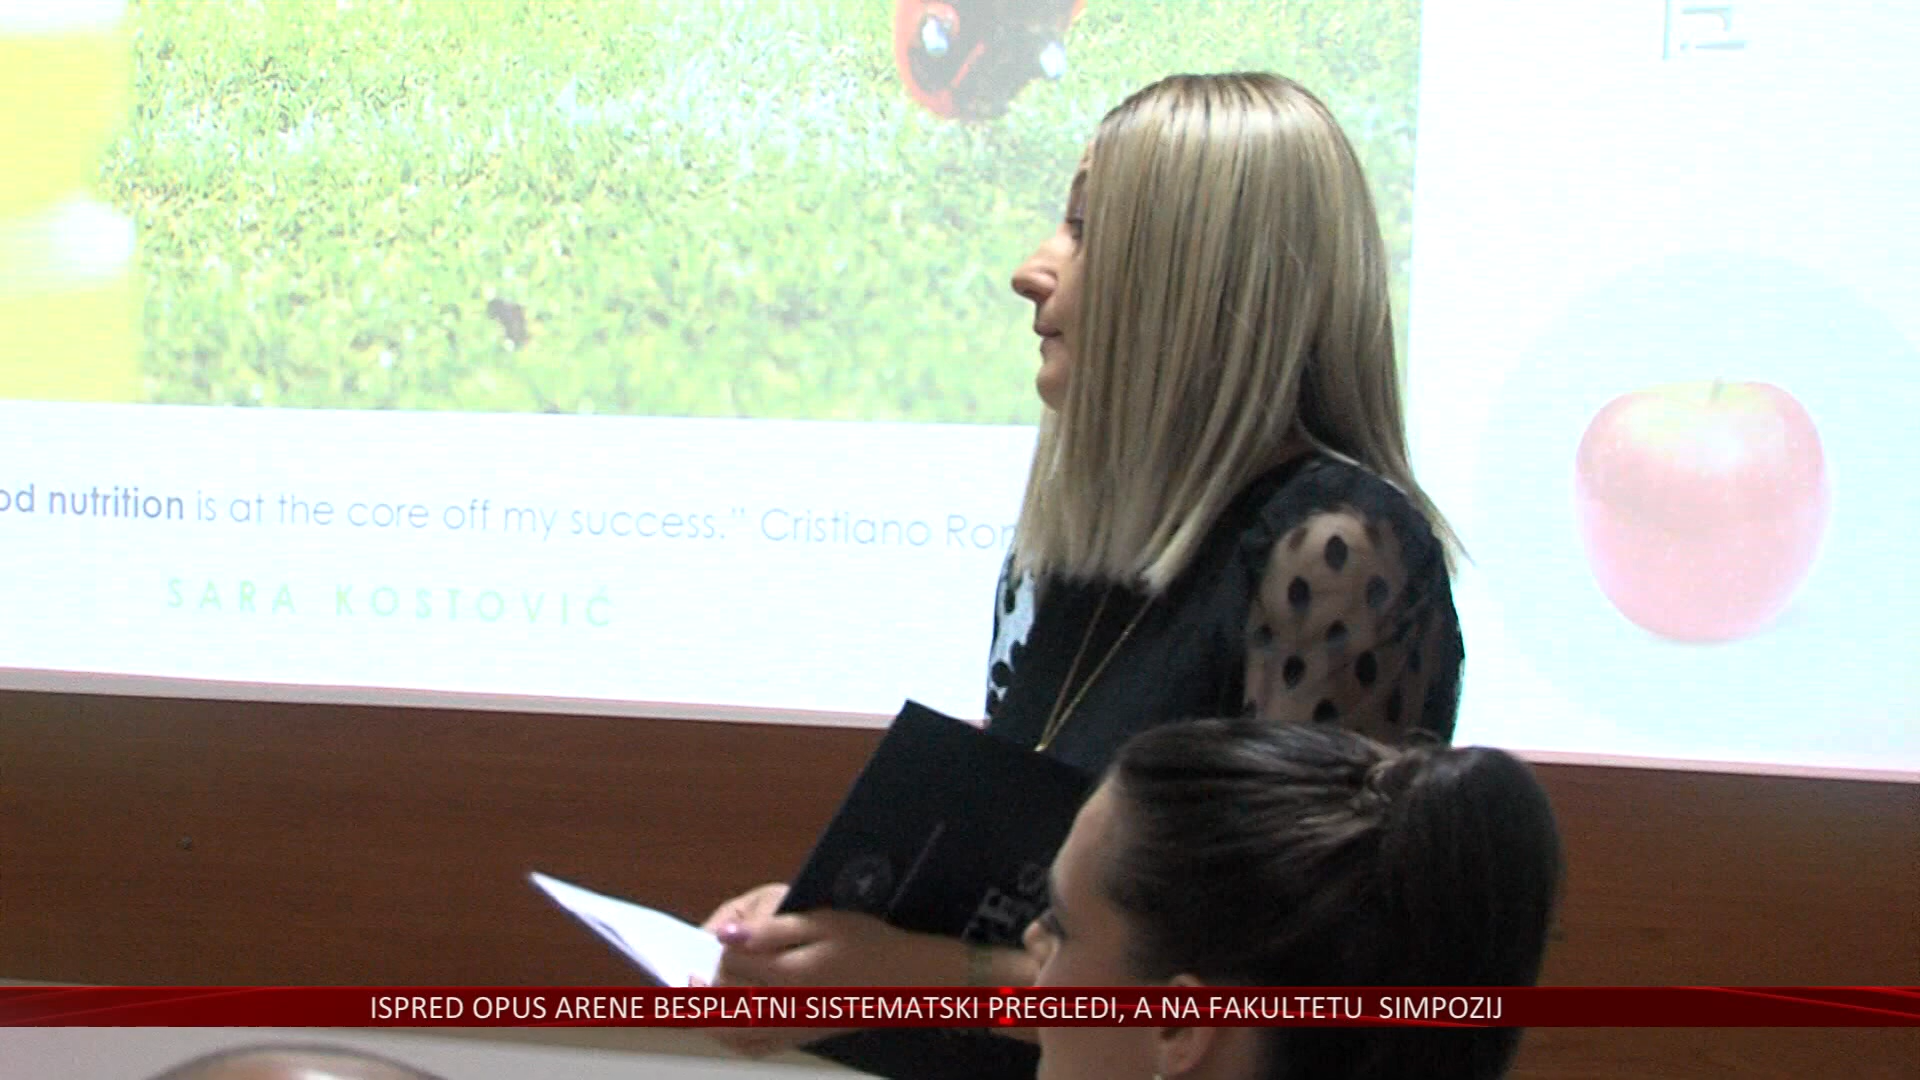 od nutrition is at the core off my success." Cristiano Ron
SARA KOSTOVIĆ
ISPRED OPUS ARENE BESPLATNI SISTEMATSKI PREGLEDI, A NA FAKULTETU SIMPOZIJ